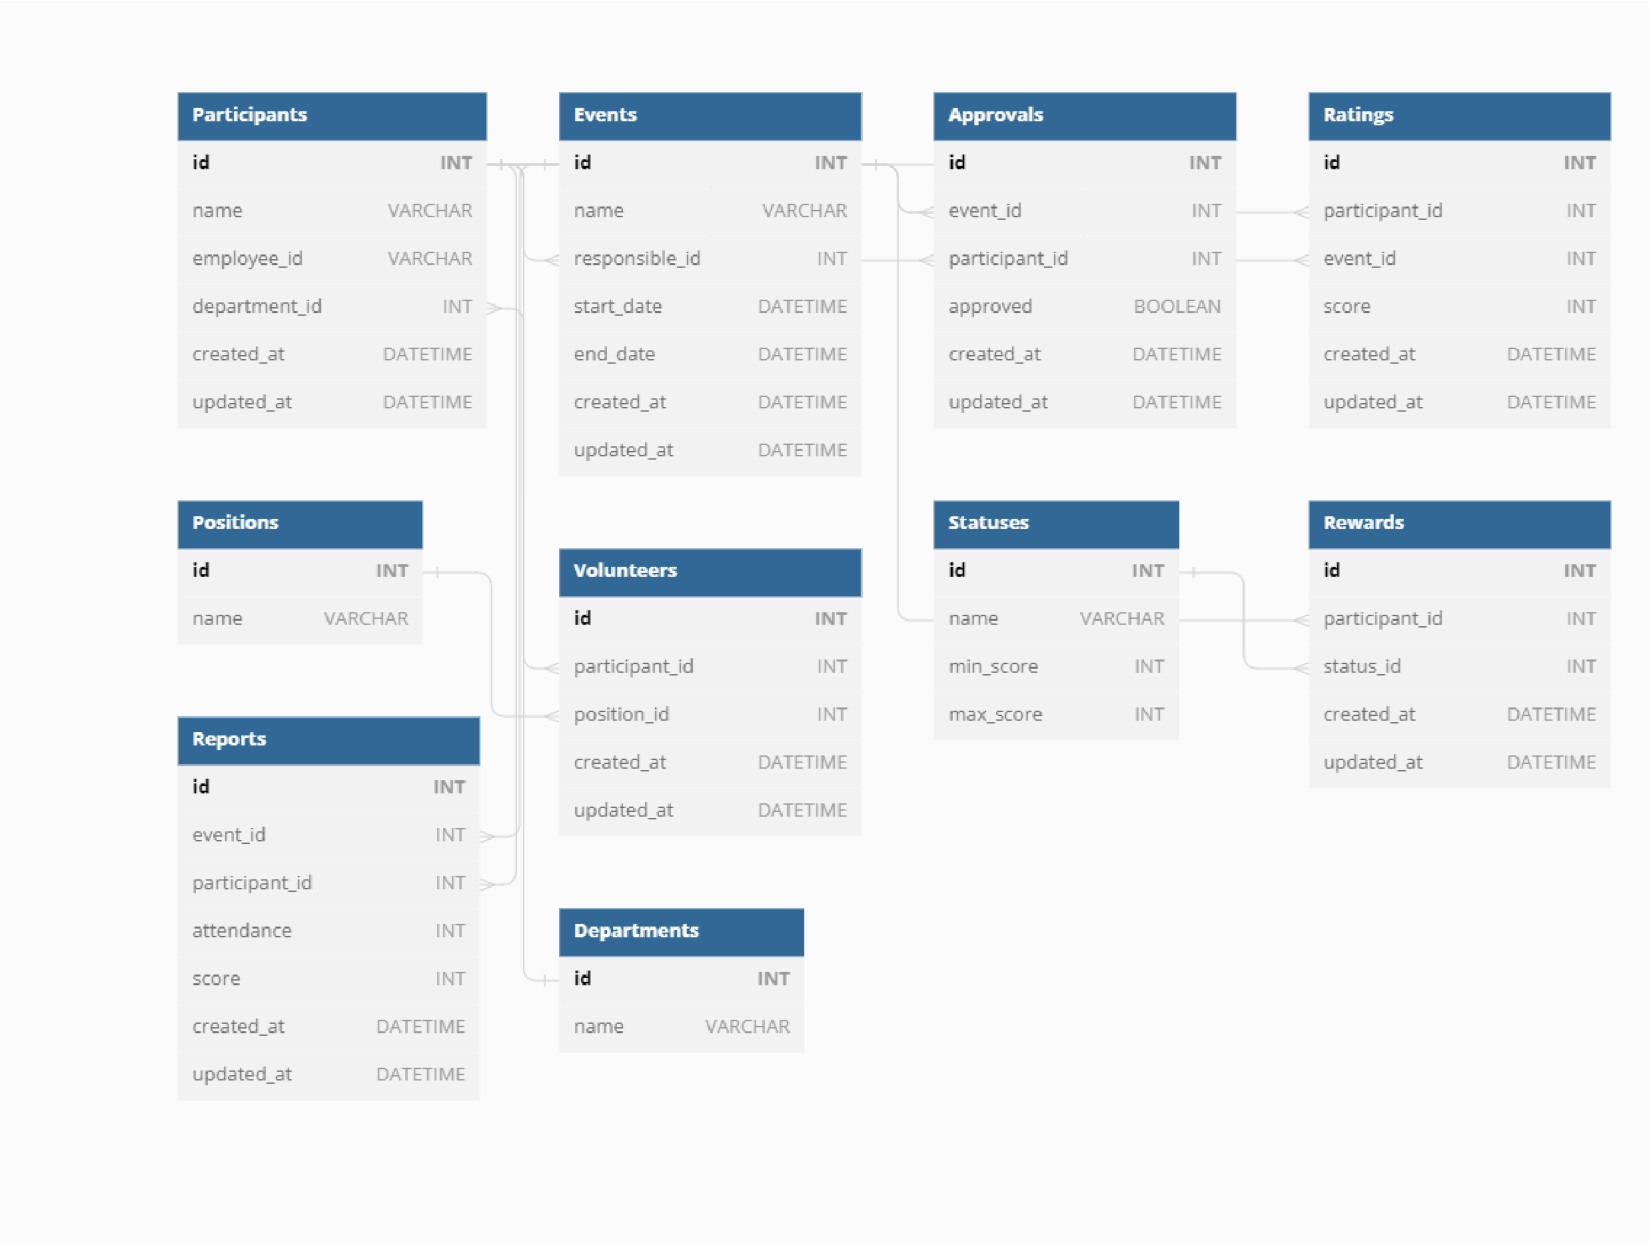 Participants
id INT
name VARCHAR
employee_id VARCHAR
department_id INT
created_at DATETIME
updated_at DATETIME
Events
id INT
name VARCHAR
responsible_id INT
start_date DATETIME
end_date DATETIME
created_at DATETIME
updated_at DATETIME
Approvals
id INT
event_id INT
participant_id INT
approved BOOLEAN
created_at DATETIME
updated_at DATETIME
Ratings
id INT
participant_id INT
event_id INT
score INT
created_at DATETIME
updated_at DATETIME
Positions
id INT
name VARCHAR
Volunteers
id INT
participant_id INT
position_id INT
created_at DATETIME
updated_at DATETIME
Statuses
id INT
name VARCHAR
min_score INT
max_score INT
Rewards
id INT
participant_id INT
status_id INT
created_at DATETIME
updated_at DATETIME
Reports
id INT
event_id INT
participant_id INT
attendance INT
score INT
created_at DATETIME
updated_at DATETIME
Departments
id INT
name VARCHAR